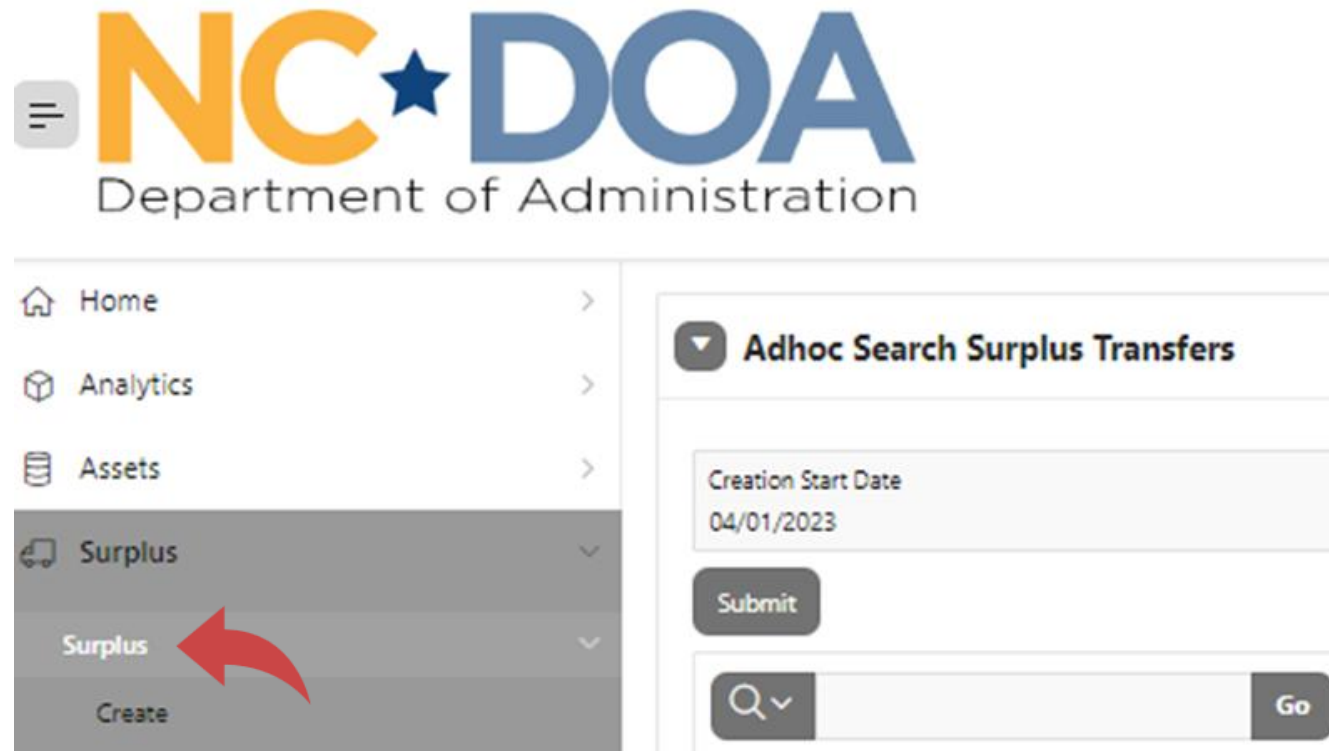 NC★DOA
Department of Administration
Home
Analytics
Assets
Surplus
Surplus
Create
Adhoc Search Surplus Transfers
Creation Start Date
04/01/2023
Submit
Go